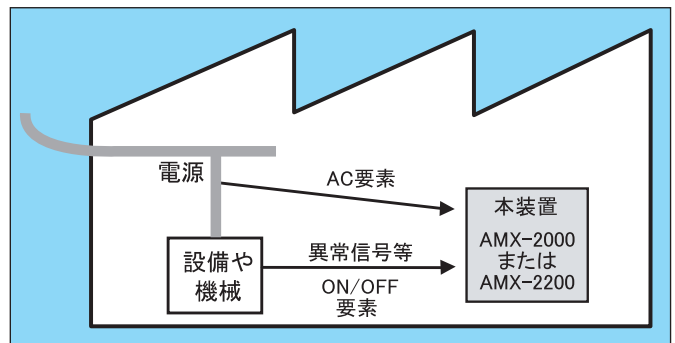 電源
AC要素
設備や
機械
異常信号等
ON/OFF
要素
本装置
AMX-2000
または
AMX-2200